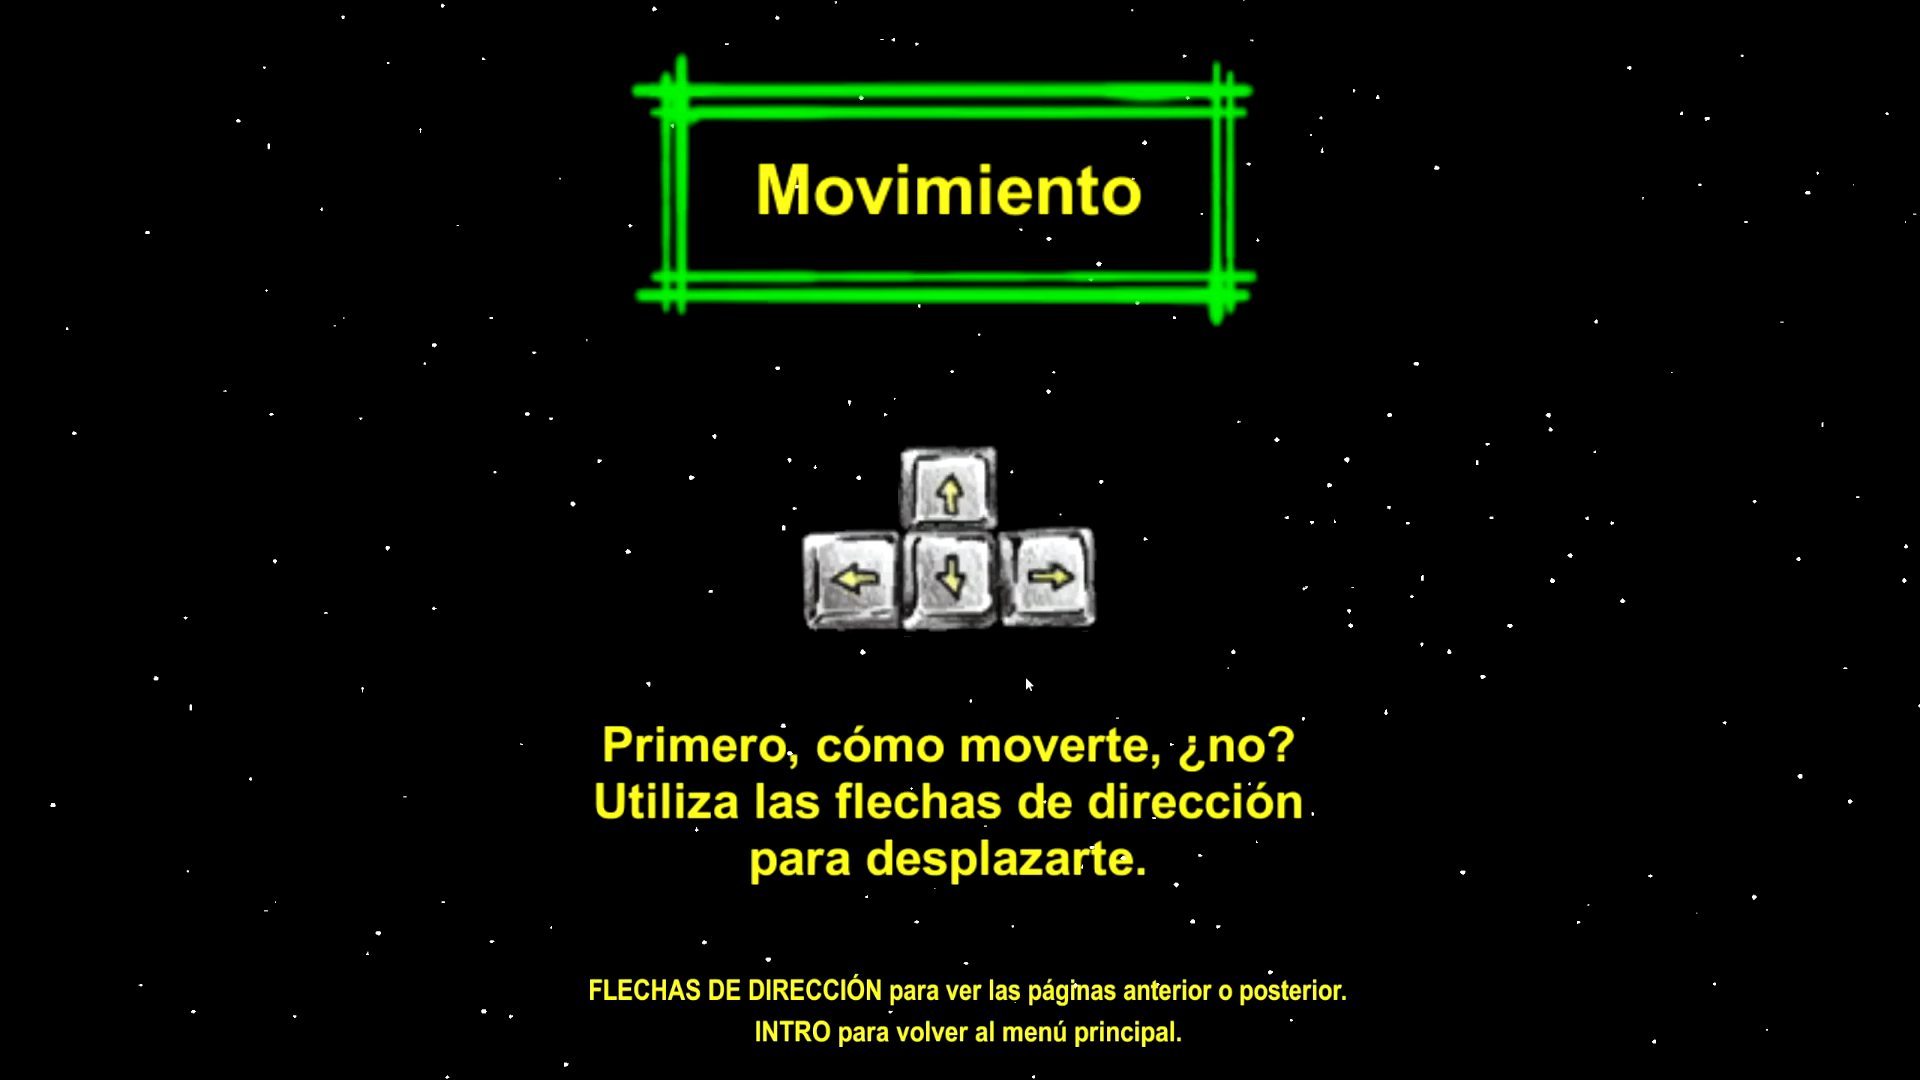 Movimiento
Primero, cómo moverte, ¿no?
Utiliza las flechas de dirección
para desplazarte.
FLECHAS DE DIRECCIÓN para ver las páginas anterior o posterior.
INTRO para volver al menú principal.